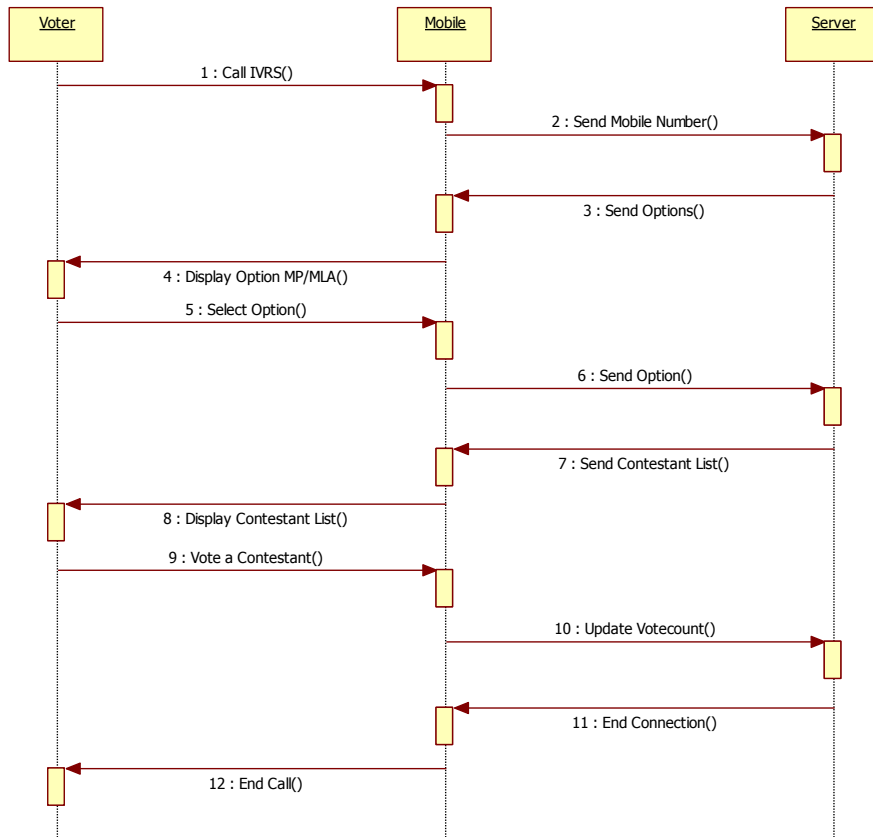 Voter
Mobile
Server
1 : Call IVRS()
2 : Send Mobile Number()
3 : Send Options()
4 : Display Option MP/MLA()
5 : Select Option()
6 : Send Option()
7 : Send Contestant List()
8 : Display Contestant List()
9 : Vote a Contestant()
10 : Update Votecount()
11 : End Connection()
12 : End Call()